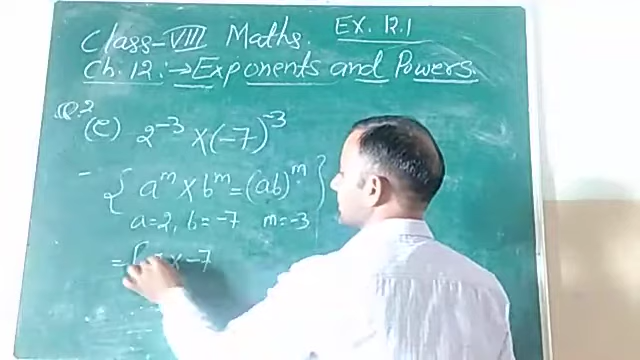 Class-VIII Maths. Ex. 12.1
Ch. 12:→Exponents and Powers.
Q.2
(e) 2⁻³ ×(-7)⁻³
- { aᵐ × bᵐ = (ab)ᵐ }
a=2, b= -7 m= -3
= [ × -7